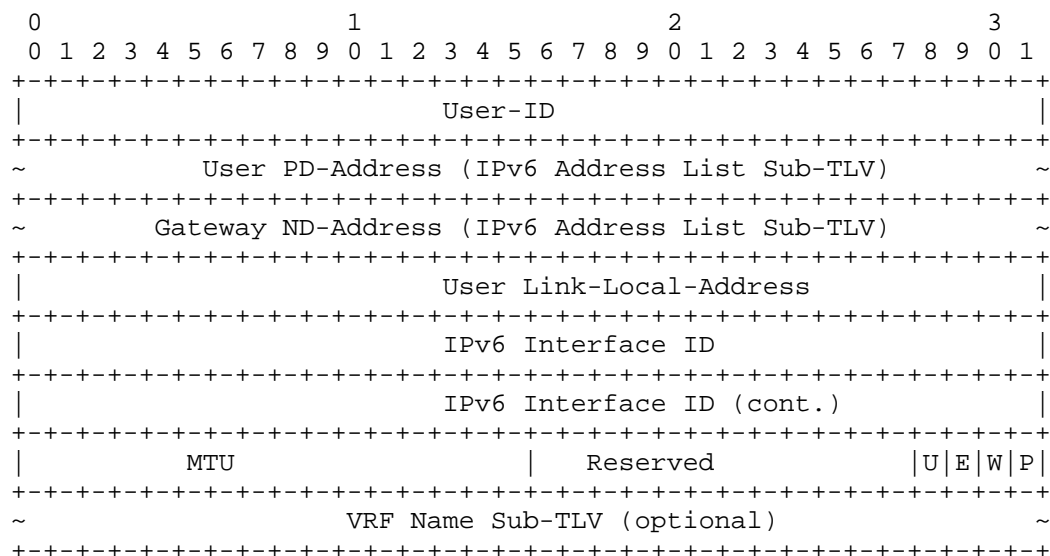 0                   1                   2                   3
 0 1 2 3 4 5 6 7 8 9 0 1 2 3 4 5 6 7 8 9 0 1 2 3 4 5 6 7 8 9 0 1
+-+-+-+-+-+-+-+-+-+-+-+-+-+-+-+-+-+-+-+-+-+-+-+-+-+-+-+-+-+-+-+-+
|                          User-ID                              |
+-+-+-+-+-+-+-+-+-+-+-+-+-+-+-+-+-+-+-+-+-+-+-+-+-+-+-+-+-+-+-+-+
~           User PD-Address (IPv6 Address List Sub-TLV)         ~
+-+-+-+-+-+-+-+-+-+-+-+-+-+-+-+-+-+-+-+-+-+-+-+-+-+-+-+-+-+-+-+-+
~        Gateway ND-Address (IPv6 Address List Sub-TLV)         ~
+-+-+-+-+-+-+-+-+-+-+-+-+-+-+-+-+-+-+-+-+-+-+-+-+-+-+-+-+-+-+-+-+
|                          User Link-Local-Address              |
+-+-+-+-+-+-+-+-+-+-+-+-+-+-+-+-+-+-+-+-+-+-+-+-+-+-+-+-+-+-+-+-+
|                          IPv6 Interface ID                    |
+-+-+-+-+-+-+-+-+-+-+-+-+-+-+-+-+-+-+-+-+-+-+-+-+-+-+-+-+-+-+-+-+
|                          IPv6 Interface ID (cont.)            |
+-+-+-+-+-+-+-+-+-+-+-+-+-+-+-+-+-+-+-+-+-+-+-+-+-+-+-+-+-+-+-+-+
|          MTU                  |   Reserved            |U|E|W|P|
+-+-+-+-+-+-+-+-+-+-+-+-+-+-+-+-+-+-+-+-+-+-+-+-+-+-+-+-+-+-+-+-+
~                    VRF Name Sub-TLV (optional)                ~
+-+-+-+-+-+-+-+-+-+-+-+-+-+-+-+-+-+-+-+-+-+-+-+-+-+-+-+-+-+-+-+-+